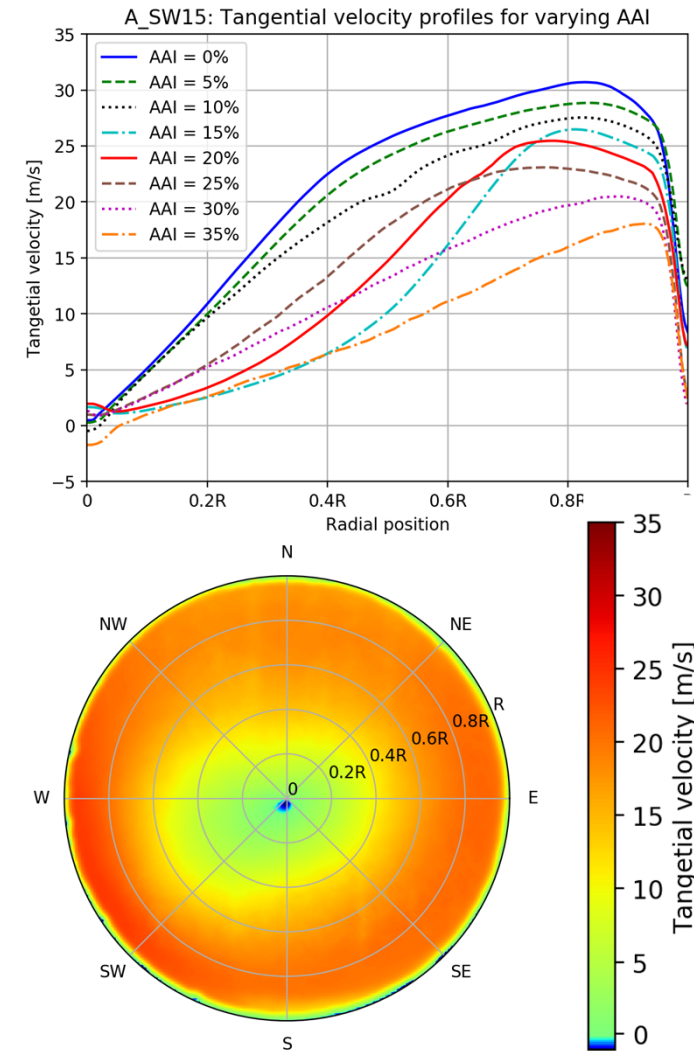 A_SW15: Tangential velocity profiles for varying AAI
35
30
25
20
15
10
5
0
−5
Tangetial velocity [m/s]
AAI = 0%
AAI = 5%
AAI = 10%
AAI = 15%
AAI = 20%
AAI = 25%
AAI = 30%
AAI = 35%
0 0.2R 0.4R 0.6R 0.8R
Radial position
N
NW NE
W E
SW SE
S
0
0.2R
0.4R
0.6R
0.8R
R
35
30
25
20
15
10
5
0
Tangetial velocity [m/s]